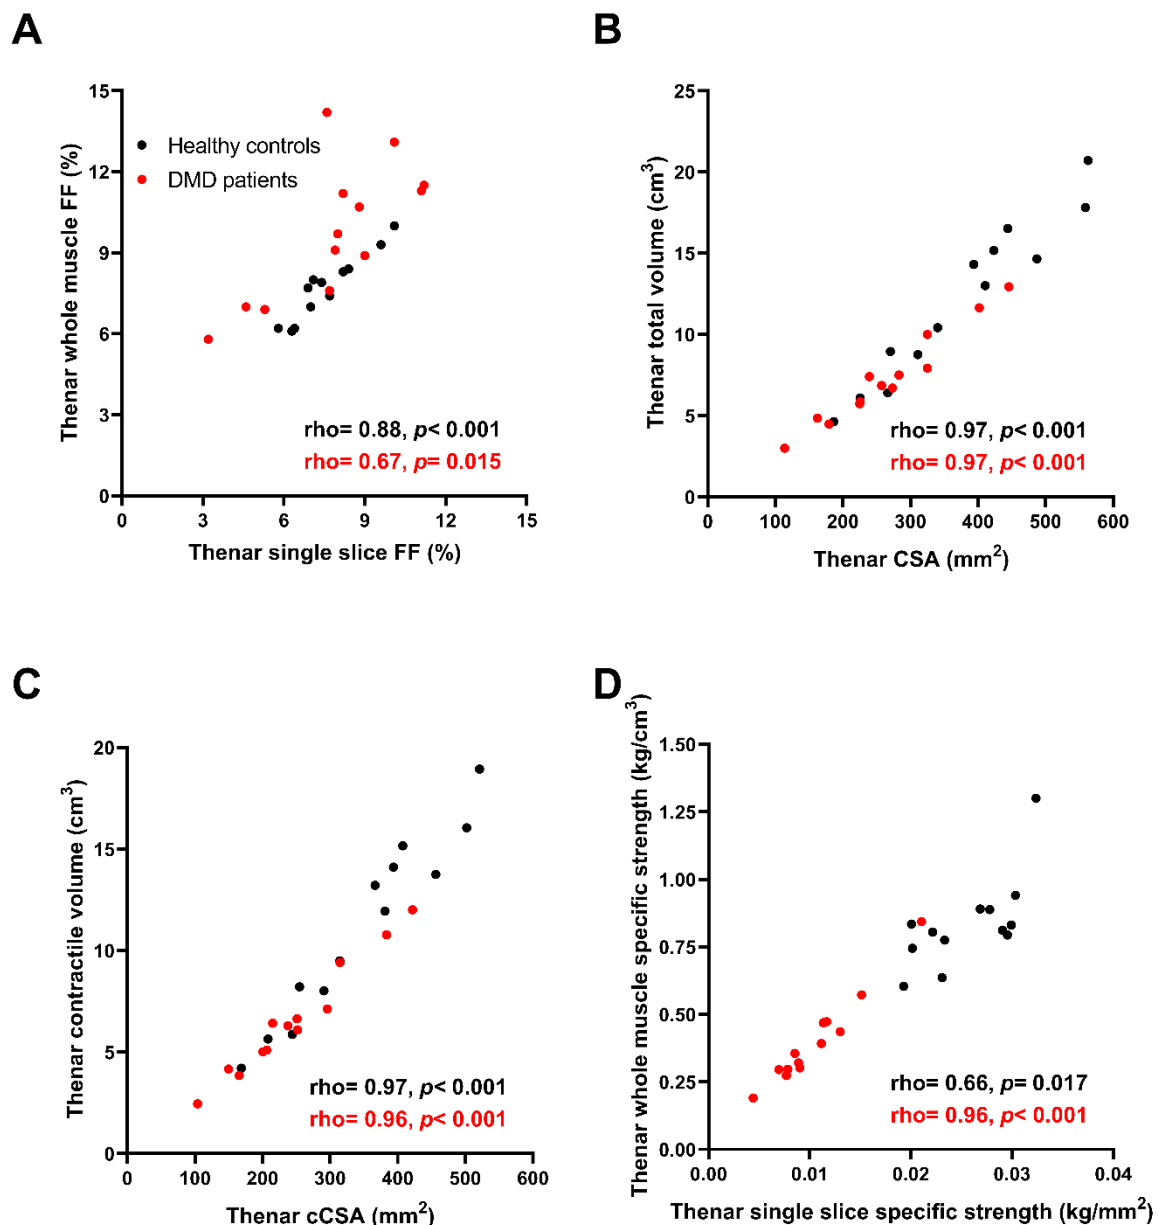 A
Thenar whole muscle FF (%)
15
12
9
6
3
0
Healthy controls
DMD patients
rho= 0.88, p< 0.001
rho= 0.67, p= 0.015
0 3 6 9 12 15
Thenar single slice FF (%)
B
Thenar total volume (cm³)
25
20
15
10
5
0
rho= 0.97, p< 0.001
rho= 0.97, p< 0.001
0 100 200 300 400 500 600
Thenar CSA (mm²)
C
Thenar contractile volume (cm³)
20
15
10
5
0
rho= 0.97, p< 0.001
rho= 0.96, p< 0.001
0 100 200 300 400 500 600
Thenar cCSA (mm²)
D
Thenar whole muscle specific strength (kg/cm³)
1.50
1.25
1.00
0.75
0.50
0.25
0.00
rho= 0.66, p= 0.017
rho= 0.96, p< 0.001
0.00 0.01 0.02 0.03 0.04
Thenar single slice specific strength (kg/mm²)